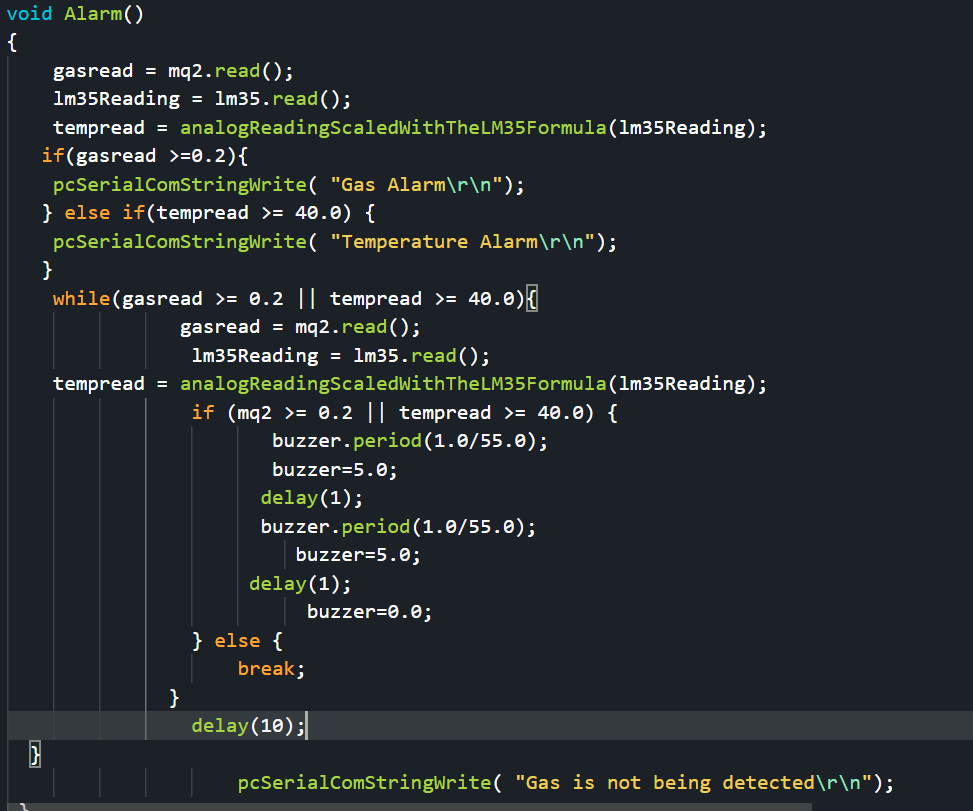 void Alarm()
{
gasread = mq2.read();
lm35Reading = lm35.read();
tempread = analogReadingScaledWithTheLM35Formula(lm35Reading);
if(gasread >=0.2){
pcSerialComStringWrite( "Gas Alarm\r\n");
} else if(tempread >= 40.0) {
pcSerialComStringWrite( "Temperature Alarm\r\n");
}
while(gasread >= 0.2 || tempread >= 40.0){
gasread = mq2.read();
lm35Reading = lm35.read();
tempread = analogReadingScaledWithTheLM35Formula(lm35Reading);
if (mq2 >= 0.2 || tempread >= 40.0) {
buzzer.period(1.0/55.0);
buzzer=5.0;
delay(1);
buzzer.period(1.0/55.0);
buzzer=5.0;
delay(1);
buzzer=0.0;
} else {
break;
}
delay(10);
}
pcSerialComStringWrite( "Gas is not being detected\r\n");
}